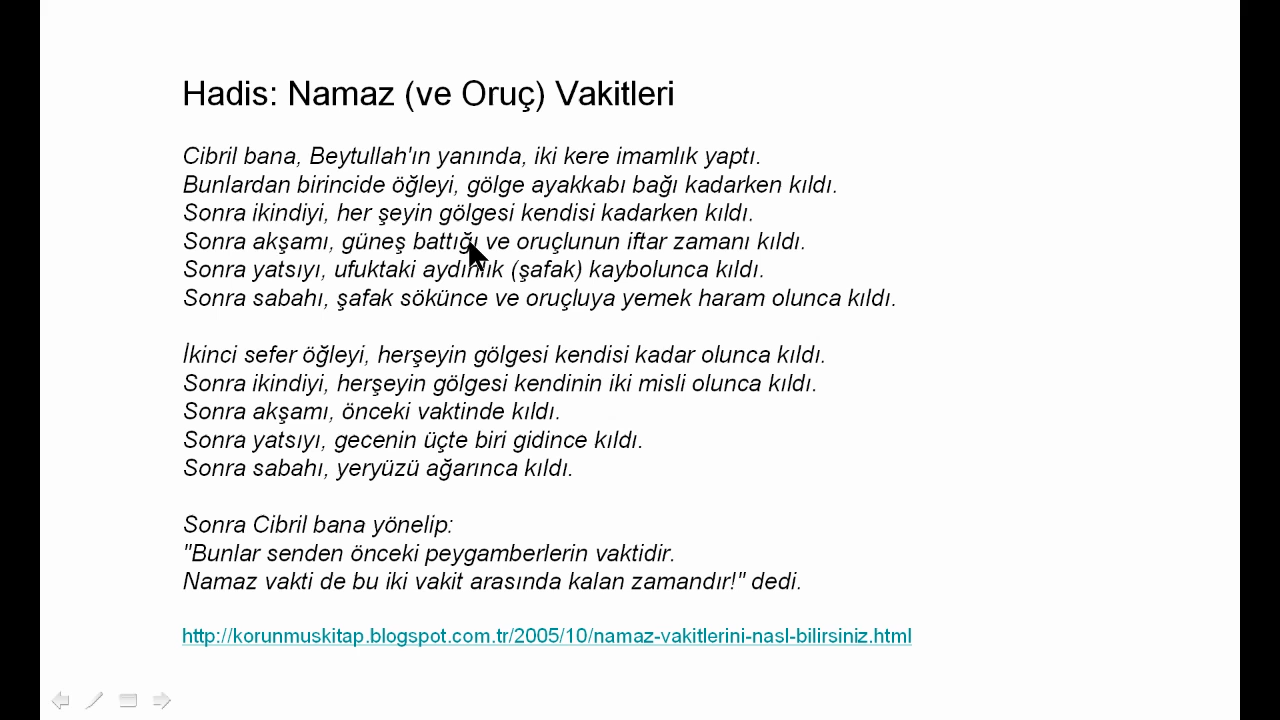 Hadis: Namaz (ve Oruç) Vakitleri
Cibril bana, Beytullah'ın yanında, iki kere imamlık yaptı.
Bunlardan birincide öğleyi, gölge ayakkabı bağı kadarken kıldı.
Sonra ikindiyi, her şeyin gölgesi kendisi kadarken kıldı.
Sonra akşamı, güneş battığı ve oruçlunun iftar zamanı kıldı.
Sonra yatsıyı, ufuktaki aydınlık (şafak) kaybolunca kıldı.
Sonra sabahı, şafak sökünce ve oruçluya yemek haram olunca kıldı.
İkinci sefer öğleyi, herşeyin gölgesi kendisi kadar olunca kıldı.
Sonra ikindiyi, herşeyin gölgesi kendinin iki misli olunca kıldı.
Sonra akşamı, önceki vaktinde kıldı.
Sonra yatsıyı, gecenin üçte biri gidince kıldı.
Sonra sabahı, yeryüzü ağarınca kıldı.
Sonra Cibril bana yönelip:
"Bunlar senden önceki peygamberlerin vaktidir.
Namaz vakti de bu iki vakit arasında kalan zamandır!" dedi.
http://korunmuskitap.blogspot.com.tr/2005/10/namaz-vakitlerini-nasl-bilirsiniz.html